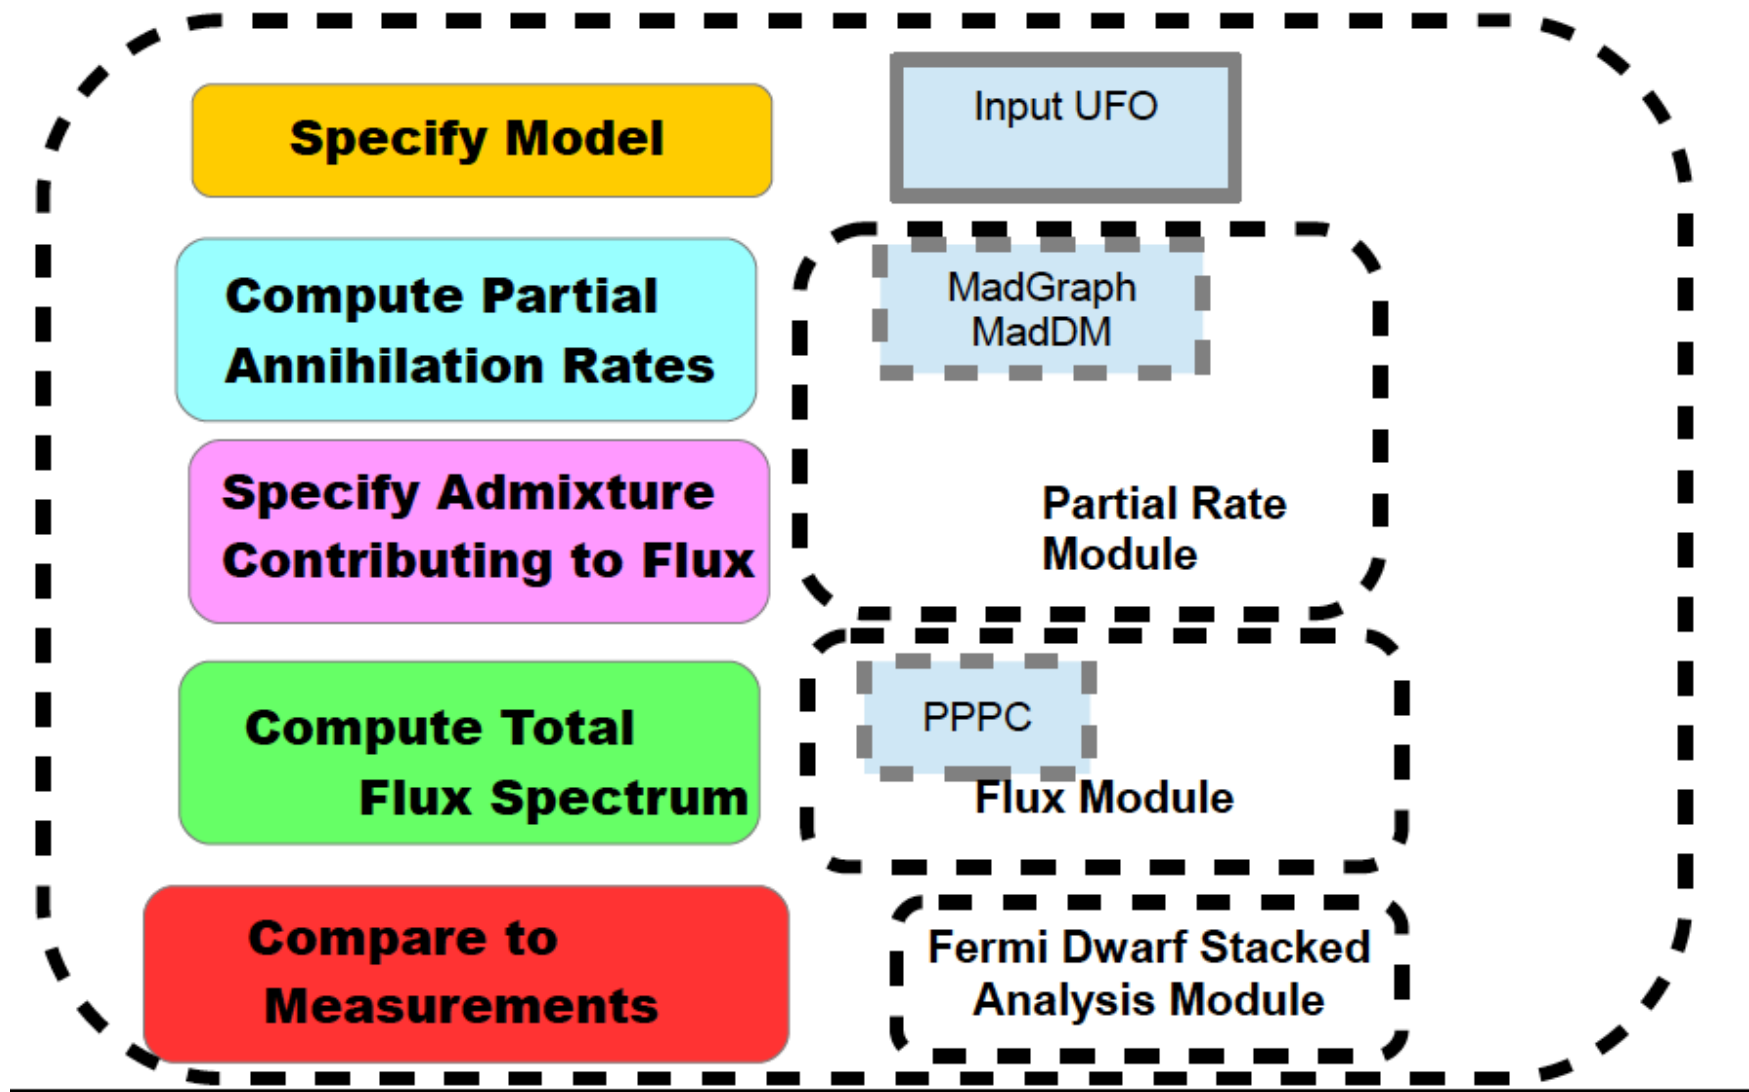 Specify Model
Input UFO
Compute Partial
Annihilation Rates
MadGraph
MadDM
Specify Admixture
Contributing to Flux
Partial Rate
Module
Compute Total
Flux Spectrum
PPPC
Flux Module
Compare to
Measurements
Fermi Dwarf Stacked
Analysis Module